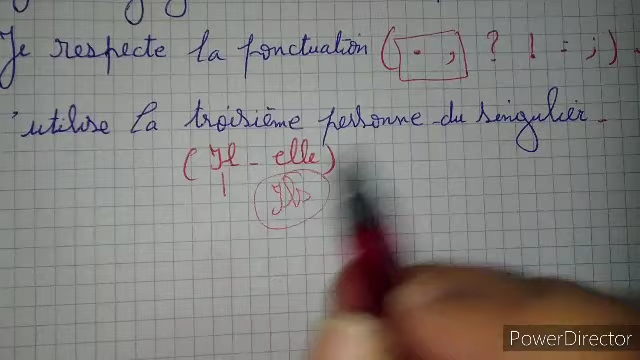 Je respecte la ponctuation ( . , ? ! = ; )
'utilise la troisième personne du singulier.
( Il - elle )
Ils
PowerDirector